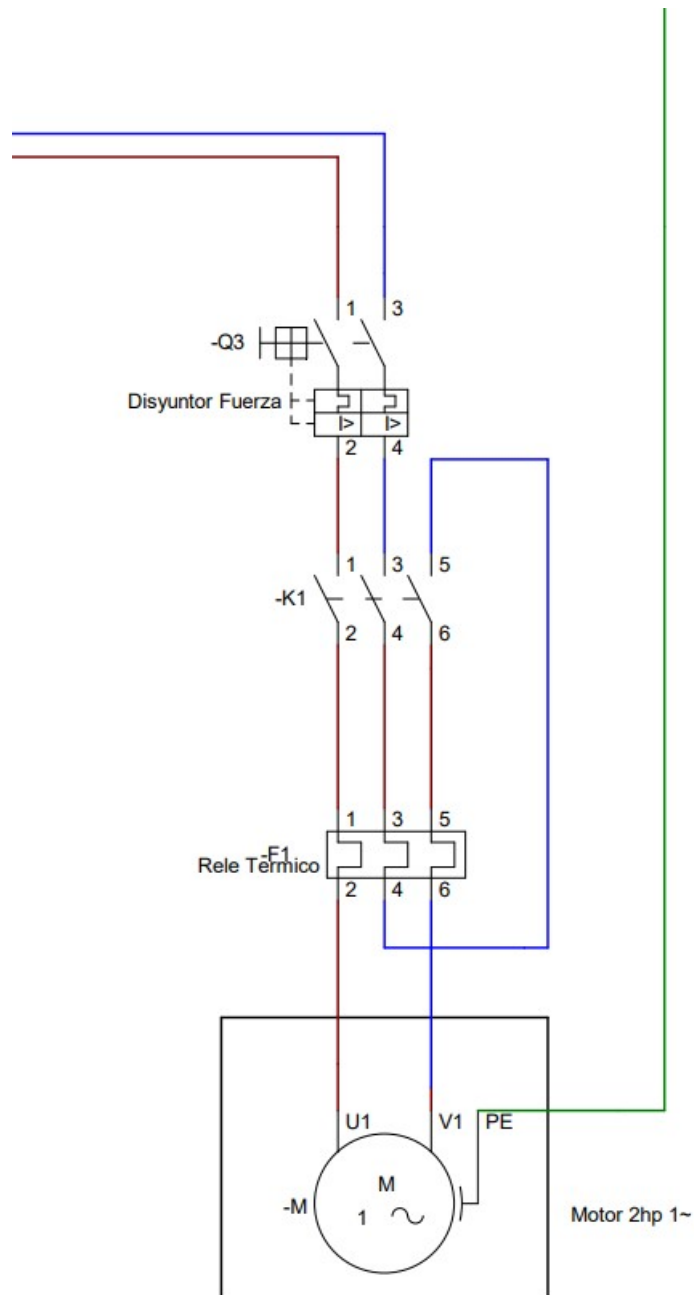 1 3
-Q3
Disyuntor Fuerza
I> I>
2 4
1 3 5
-K1
2 4 6
1 3 5
-F1
Rele Termico
2 4 6
U1 V1 PE
M
-M
1
Motor 2hp 1~